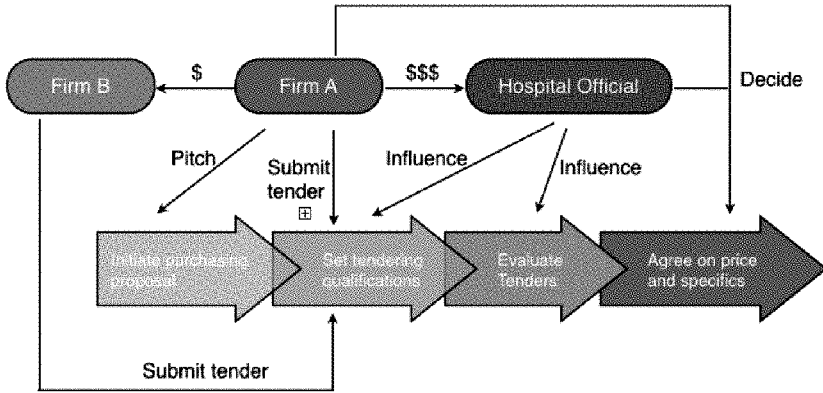 Firm B
$
Firm A
$$$
Hospital Official
Decide
Pitch
Submit
tender
Influence
Influence
Initiate purchasing
proposal
Set tendering
qualifications
Evaluate
Tenders
Agree on price
and specifics
Submit tender